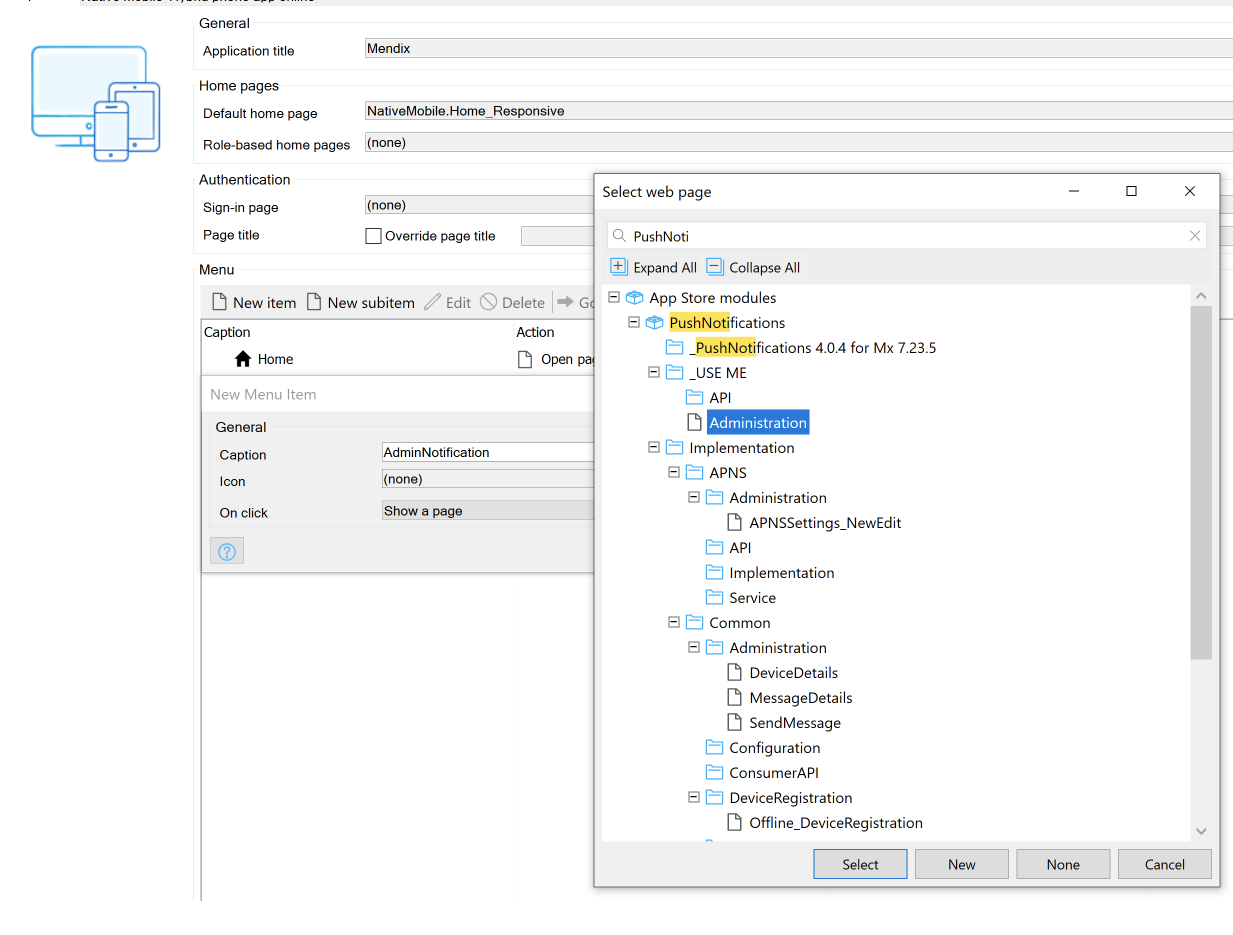 General
Application title Mendix
Home pages
Default home page NativeMobile.Home_Responsive
Role-based home pages (none)
Authentication
Sign-in page (none)
Page title Override page title
Menu
New item New subitem Edit Delete Go
Caption Action
Home Open pag
New Menu Item
General
Caption AdminNotification
Icon (none)
On click Show a page
Select web page
PushNoti
Expand All Collapse All
App Store modules
PushNotifications
_PushNotifications 4.0.4 for Mx 7.23.5
_USE ME
API
Administration
Implementation
APNS
Administration
APNSSettings_NewEdit
API
Implementation
Service
Common
Administration
DeviceDetails
MessageDetails
SendMessage
Configuration
ConsumerAPI
DeviceRegistration
Offline_DeviceRegistration
Select New None Cancel